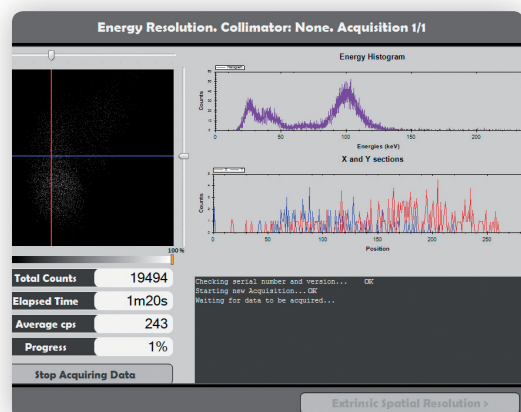 Energy Resolution. Collimator: None. Acquisition 1/1
Energy Histogram
Counts
0 50 100 150 200
Energies (keV)
X and Y sections
Counts
0 50 100 150 200 250
Position
100 %
Total Counts 19494
Elapsed Time 1m20s
Average cps 243
Progress 1%
Stop Acquiring Data
Checking serial number and version... OK
Starting new Acquisition... OK
Waiting for data to be acquired...
Extrinsic Spatial Resolution >